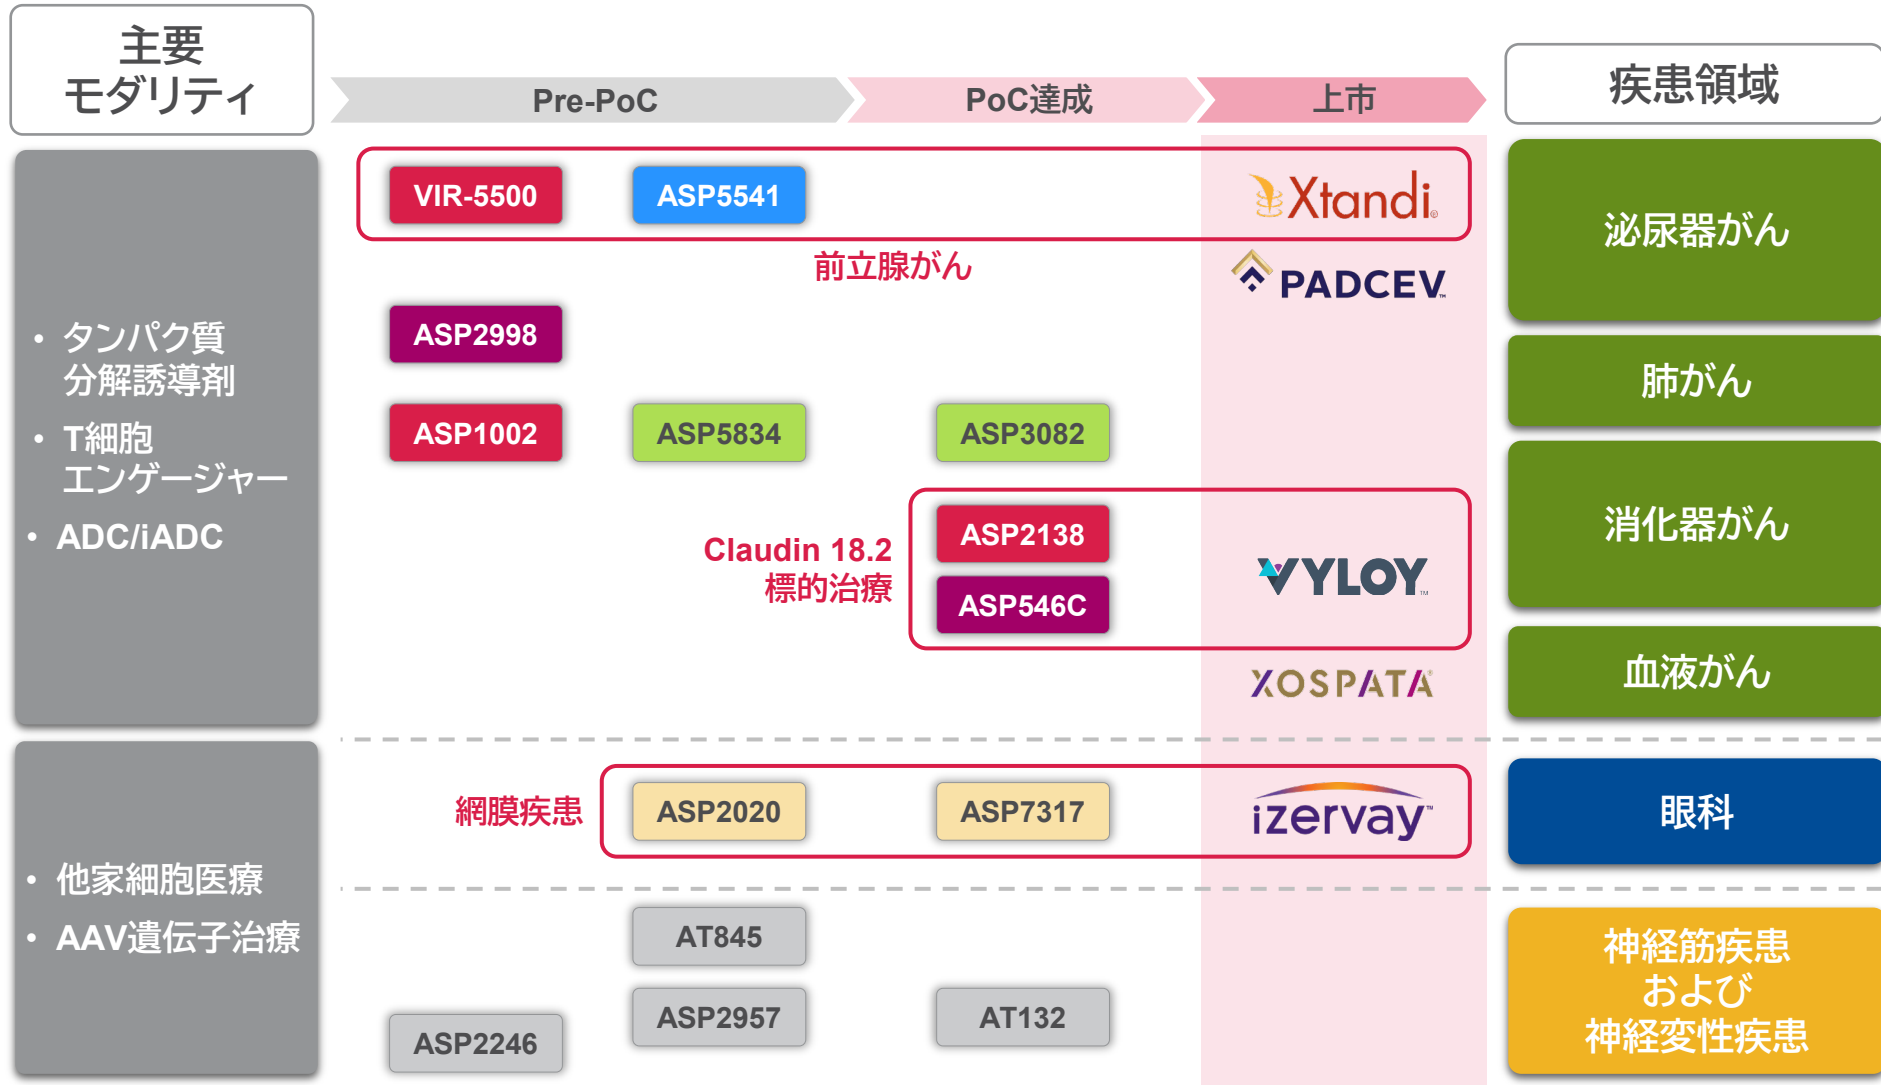 主要
モダリティ
Pre-PoC
PoC達成
上市
疾患領域
• タンパク質
分解誘導剤
• T細胞
エンゲージャー
• ADC/iADC
VIR-5500
ASP5541
Xtandi®
前立腺がん
PADCEV™
泌尿器がん
ASP2998
肺がん
ASP1002
ASP5834
ASP3082
Claudin 18.2
標的治療
ASP2138
ASP546C
VYLOY™
消化器がん
XOSPATA®
血液がん
• 他家細胞医療
• AAV遺伝子治療
網膜疾患
ASP2020
ASP7317
izervay™
眼科
AT845
ASP2957
AT132
ASP2246
神経筋疾患
および
神経変性疾患